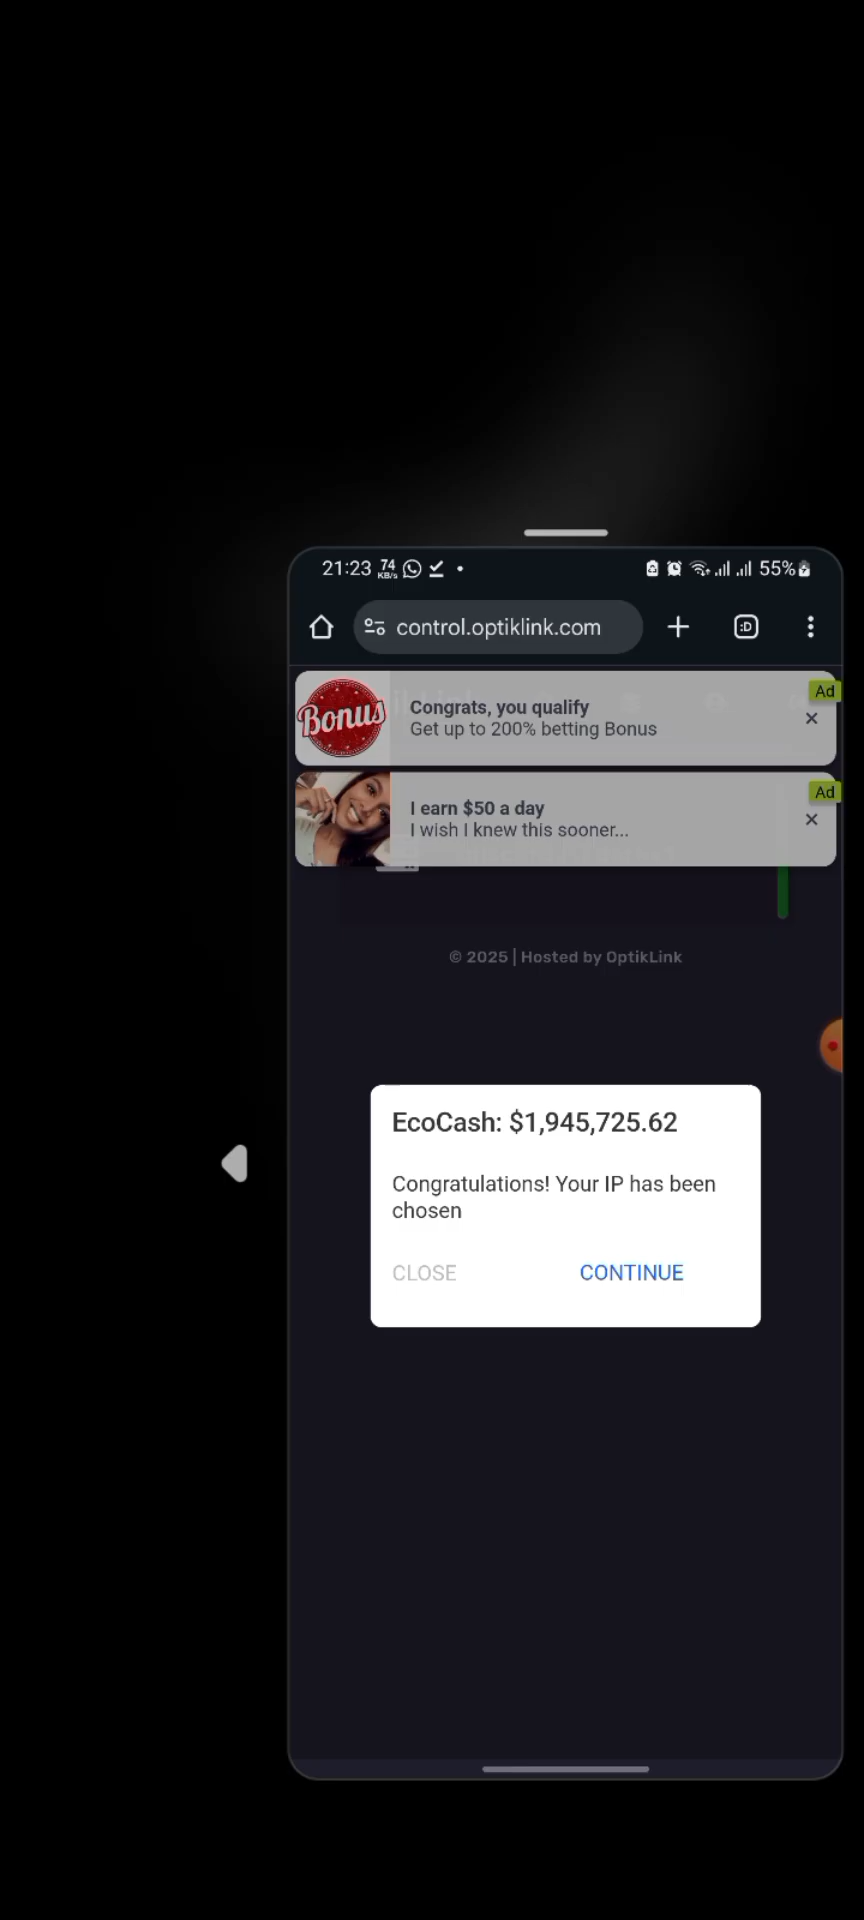 21:23 74 KB/s 55%
control.optiklink.com :D
Ad
Bonus
Congrats, you qualify
Get up to 200% betting Bonus
Ad
I earn $50 a day
I wish I knew this sooner...
© 2025 | Hosted by OptikLink
EcoCash: $1,945,725.62
Congratulations! Your IP has been
chosen
CLOSE CONTINUE